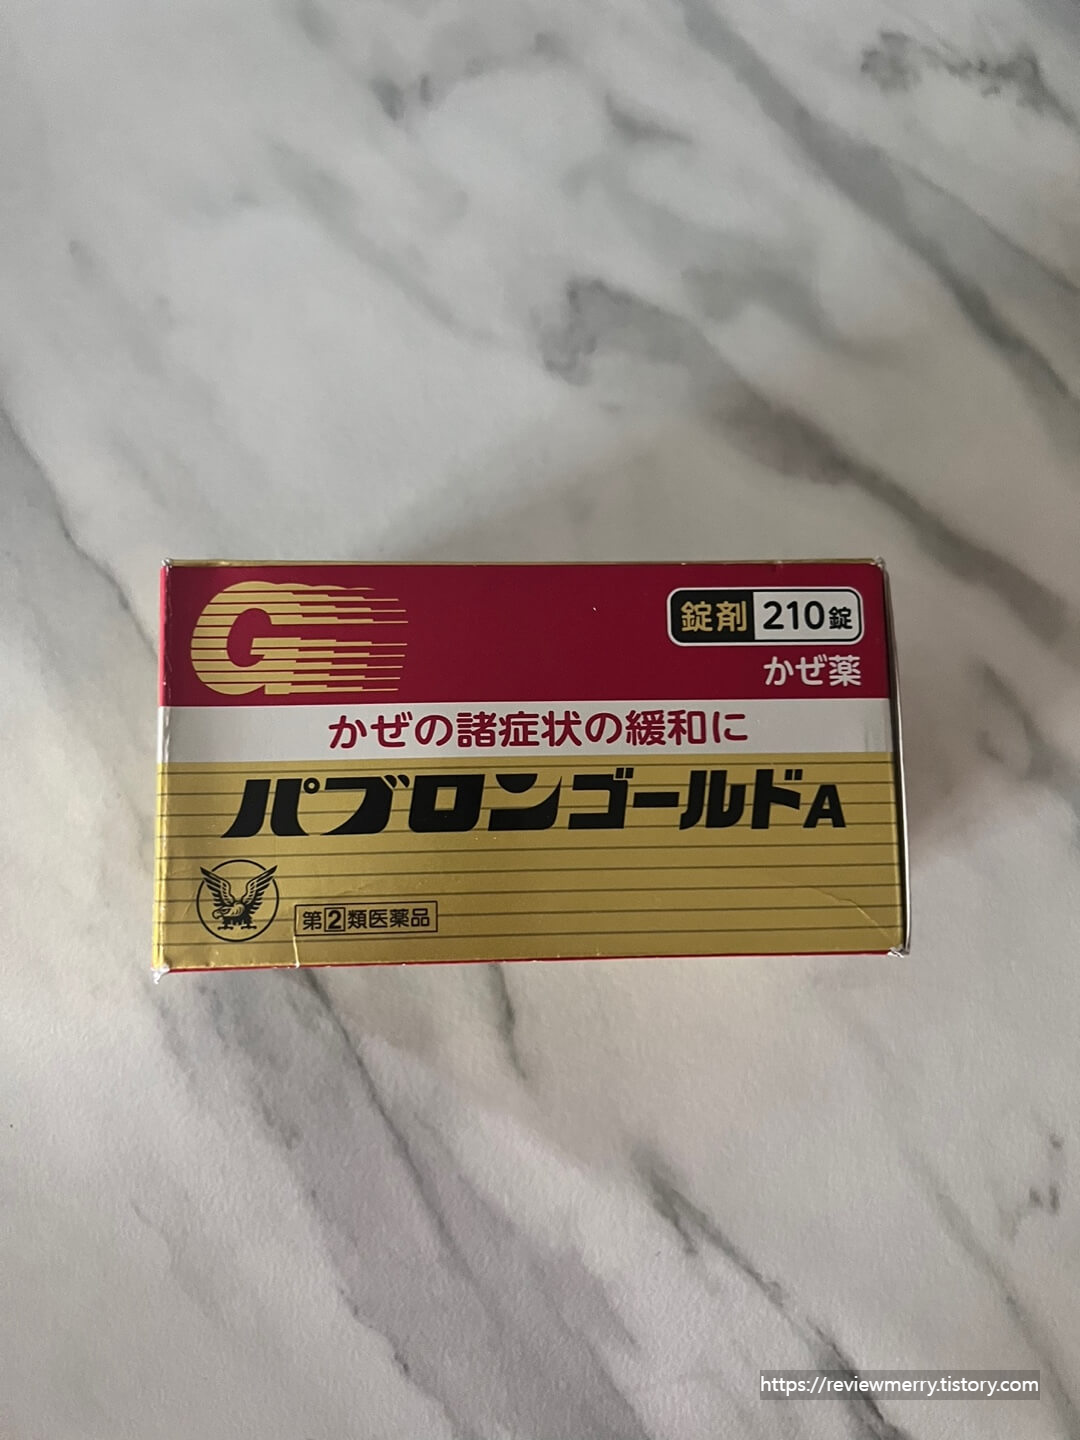 G
錠剤 210錠
かぜ薬
かぜの諸症状の緩和に
パブロンゴールドA
第2類医薬品
https://reviewmerry.tistory.com